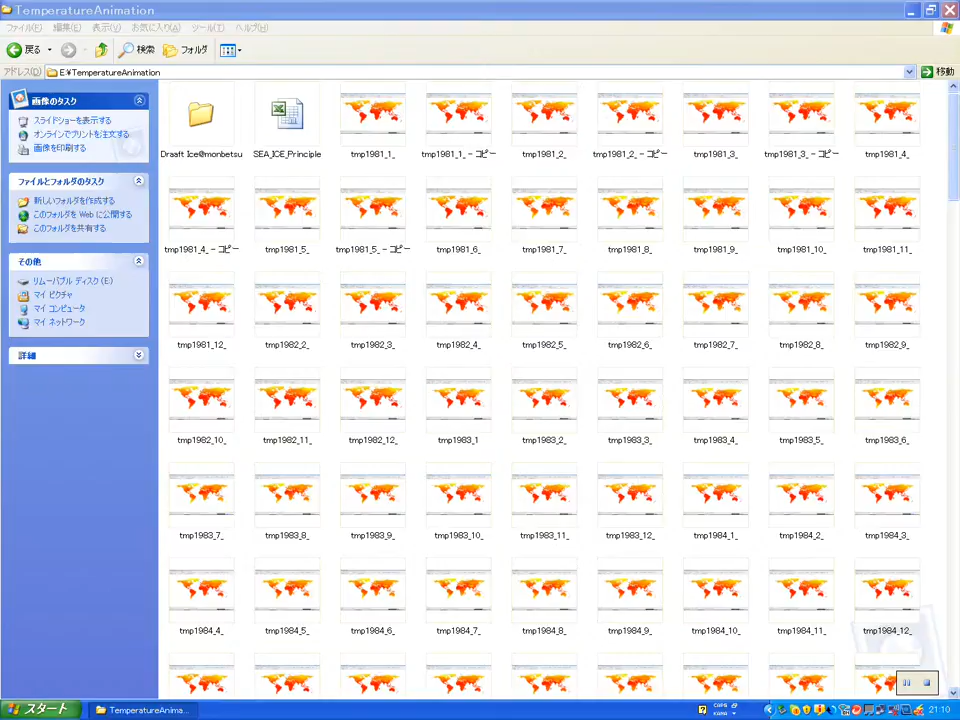 TemperatureAnimation
ファイル(F) 編集(E) 表示(V) お気に入り(A) ツール(T) ヘルプ(H)
戻る 検索 フォルダ
アドレス(D) E:¥TemperatureAnimation 移動
画像のタスク
スライドショーを表示する
オンラインでプリントを注文する
画像を印刷する
ファイルとフォルダのタスク
新しいフォルダを作成する
このフォルダを Web に公開する
このフォルダを共有する
その他
リムーバブル ディスク (E:)
マイ ピクチャ
マイ コンピュータ
マイ ネットワーク
詳細
Draaft Ice@monbetsu SEA_ICE_Principle tmp1981_1_ tmp1981_1_ - コピー tmp1981_2_ tmp1981_2_ - コピー tmp1981_3_ tmp1981_3_ - コピー tmp1981_4_
tmp1981_4_ - コピー tmp1981_5_ tmp1981_5_ - コピー tmp1981_6_ tmp1981_7_ tmp1981_8_ tmp1981_9_ tmp1981_10_ tmp1981_11_
tmp1981_12_ tmp1982_2_ tmp1982_3_ tmp1982_4_ tmp1982_5_ tmp1982_6_ tmp1982_7_ tmp1982_8_ tmp1982_9_
tmp1982_10_ tmp1982_11_ tmp1982_12_ tmp1983_1 tmp1983_2_ tmp1983_3_ tmp1983_4_ tmp1983_5_ tmp1983_6_
tmp1983_7_ tmp1983_8_ tmp1983_9_ tmp1983_10_ tmp1983_11_ tmp1983_12_ tmp1984_1_ tmp1984_2_ tmp1984_3_
tmp1984_4_ tmp1984_5_ tmp1984_6_ tmp1984_7_ tmp1984_8_ tmp1984_9_ tmp1984_10_ tmp1984_11_ tmp1984_12_
スタート TemperatureAnima... CAPS KANA 21:10